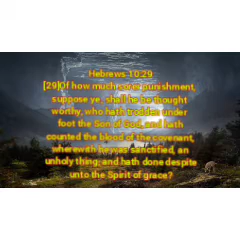 Hebrews 10:29
[29]Of how much sorer punishment,
suppose ye, shall he be thought
worthy, who hath trodden under
foot the Son of God, and hath
counted the blood of the covenant,
wherewith he was sanctified, an
unholy thing, and hath done despite
unto the Spirit of grace?